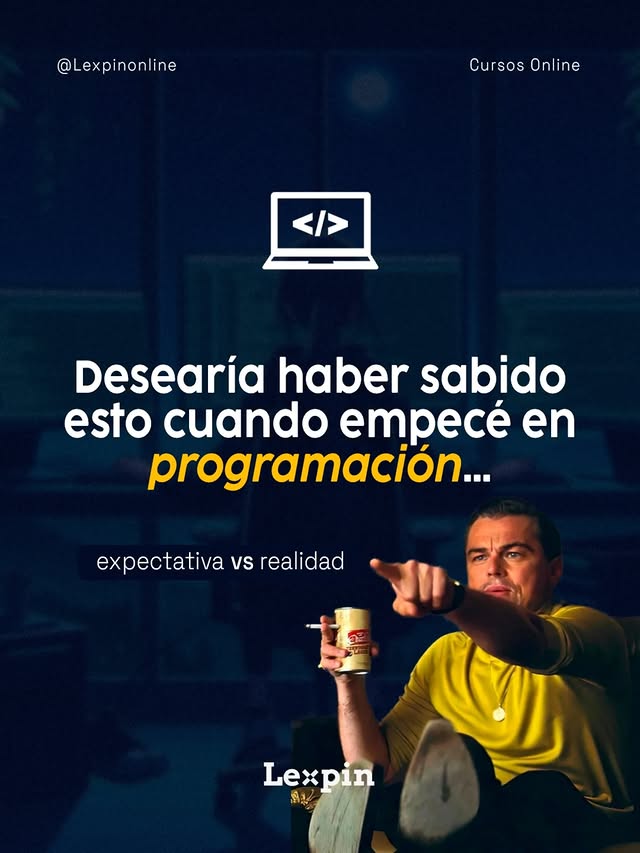 @Lexpinonline
Cursos Online
</>
Desearía haber sabido
esto cuando empecé en
programación...
expectativa vs realidad
Lexpin